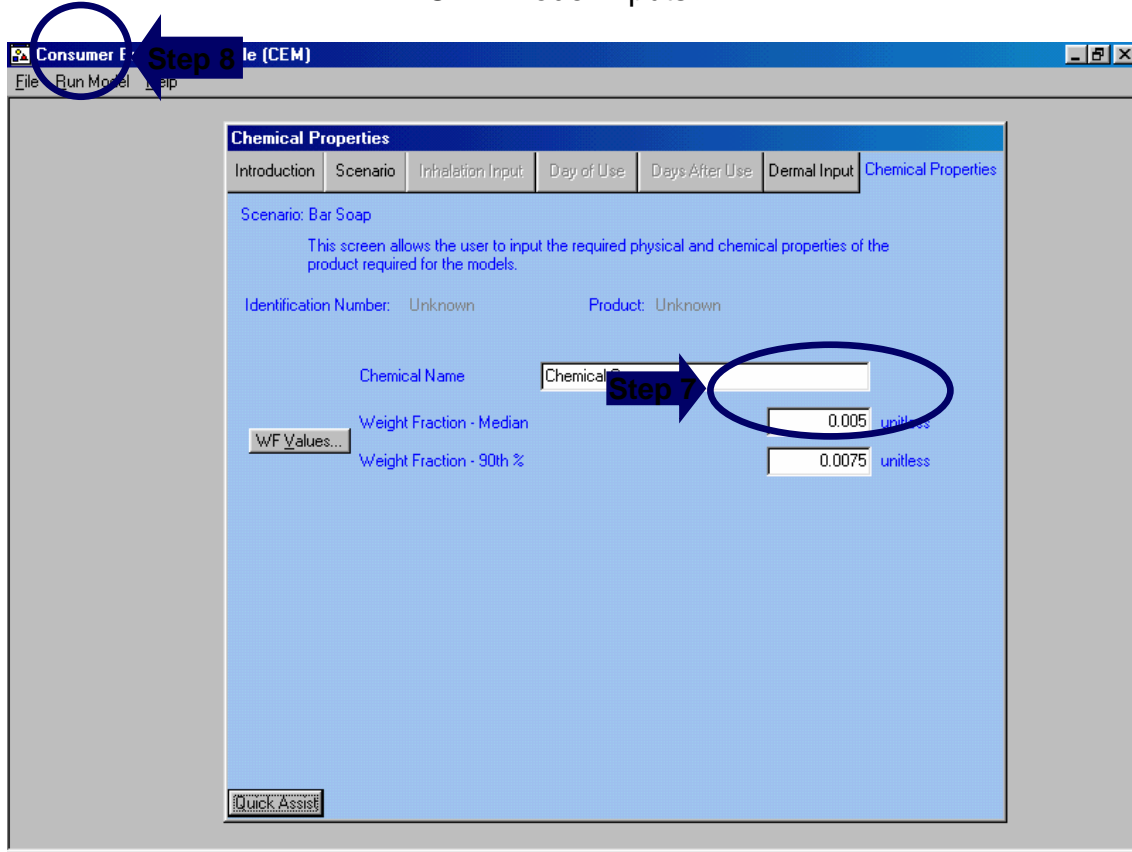 Consumer E Step 8 le (CEM)
File Run Model Help
Chemical Properties
Introduction Scenario Inhalation Input Day of Use Days After Use Dermal Input Chemical Properties
Scenario: Bar Soap
This screen allows the user to input the required physical and chemical properties of the
product required for the models.
Identification Number: Unknown Product: Unknown
Chemical Name Chemical
Step 7
Weight Fraction - Median 0.005 unitless
WF Values...
Weight Fraction - 90th % 0.0075 unitless
Quick Assist